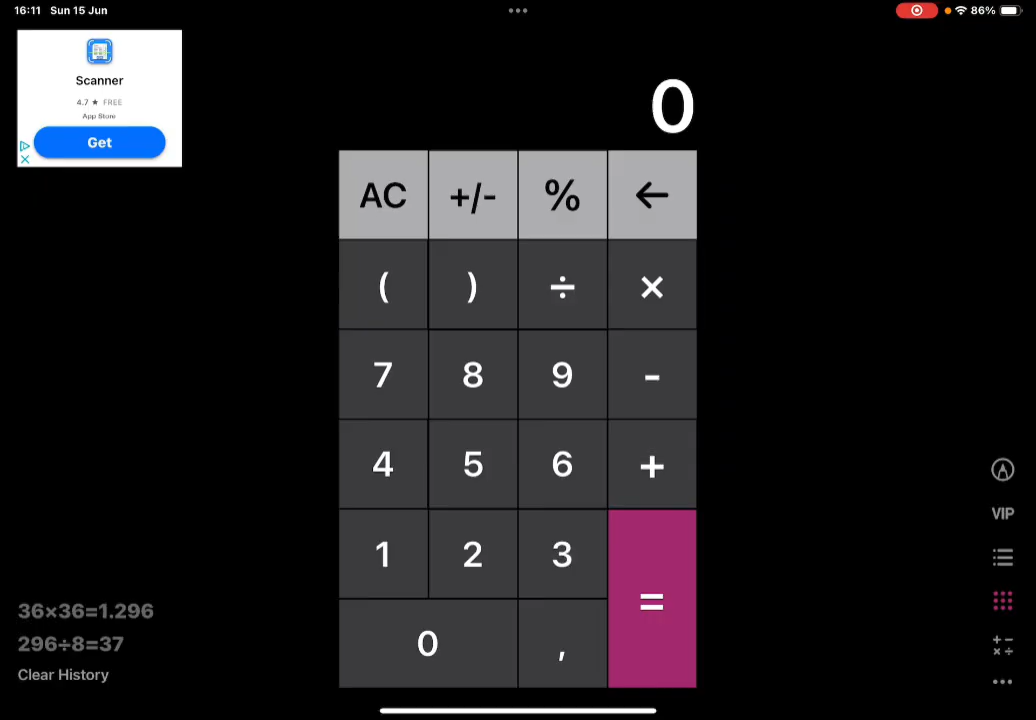 16:11 Sun 15 Jun
86%
Scanner
4.7 ★ FREE
App Store
Get
0
AC +/- % ←
( ) ÷ ×
7 8 9 -
4 5 6 +
1 2 3 =
0 ,
VIP
+ −
× ÷
36×36=1.296
296÷8=37
Clear History